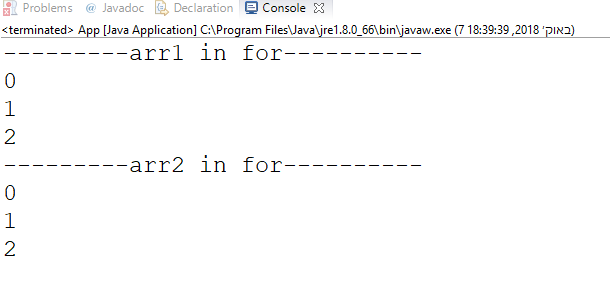 Problems @ Javadoc Declaration Console
<terminated> App [Java Application] C:\Program Files\Java\jre1.8.0_66\bin\javaw.exe (7 באוק׳ 2018, 18:39:39)
---------arr1 in for----------
0
1
2
---------arr2 in for----------
0
1
2